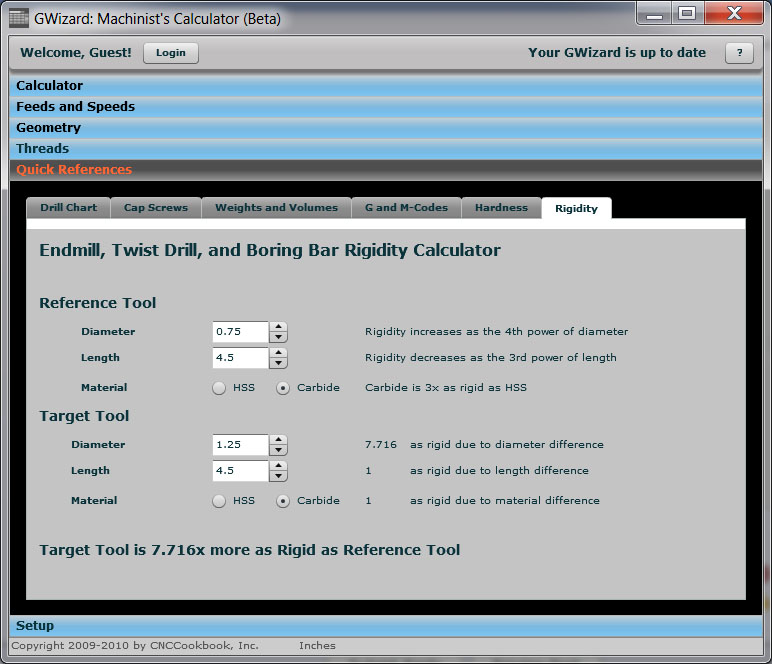 GWizard: Machinist's Calculator (Beta)
Welcome, Guest! Login Your GWizard is up to date ?
Calculator
Feeds and Speeds
Geometry
Threads
Quick References
Drill Chart Cap Screws Weights and Volumes G and M-Codes Hardness Rigidity
Endmill, Twist Drill, and Boring Bar Rigidity Calculator
Reference Tool
Diameter 0.75 Rigidity increases as the 4th power of diameter
Length 4.5 Rigidity decreases as the 3rd power of length
Material HSS Carbide Carbide is 3x as rigid as HSS
Target Tool
Diameter 1.25 7.716 as rigid due to diameter difference
Length 4.5 1 as rigid due to length difference
Material HSS Carbide 1 as rigid due to material difference
Target Tool is 7.716x more as Rigid as Reference Tool
Setup
Copyright 2009-2010 by CNCCookbook, Inc. Inches